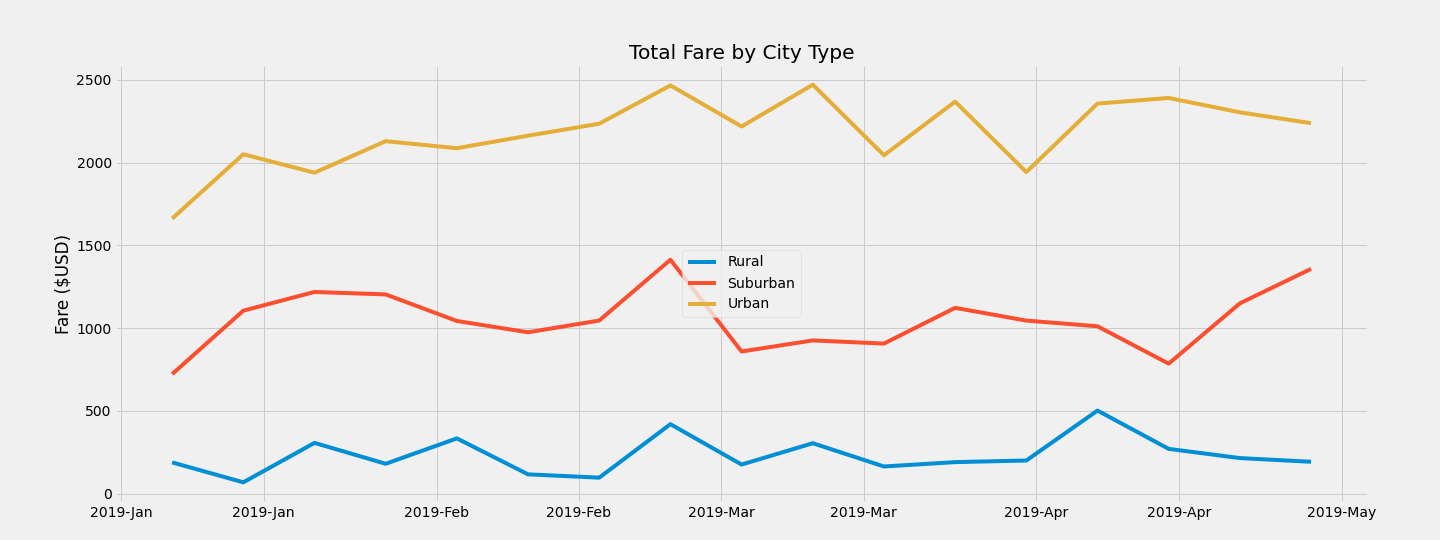 Total Fare by City Type
Fare ($USD)
2500
2000
1500
1000
500
0
Rural
Suburban
Urban
2019-Jan 2019-Jan 2019-Feb 2019-Feb 2019-Mar 2019-Mar 2019-Apr 2019-Apr 2019-May